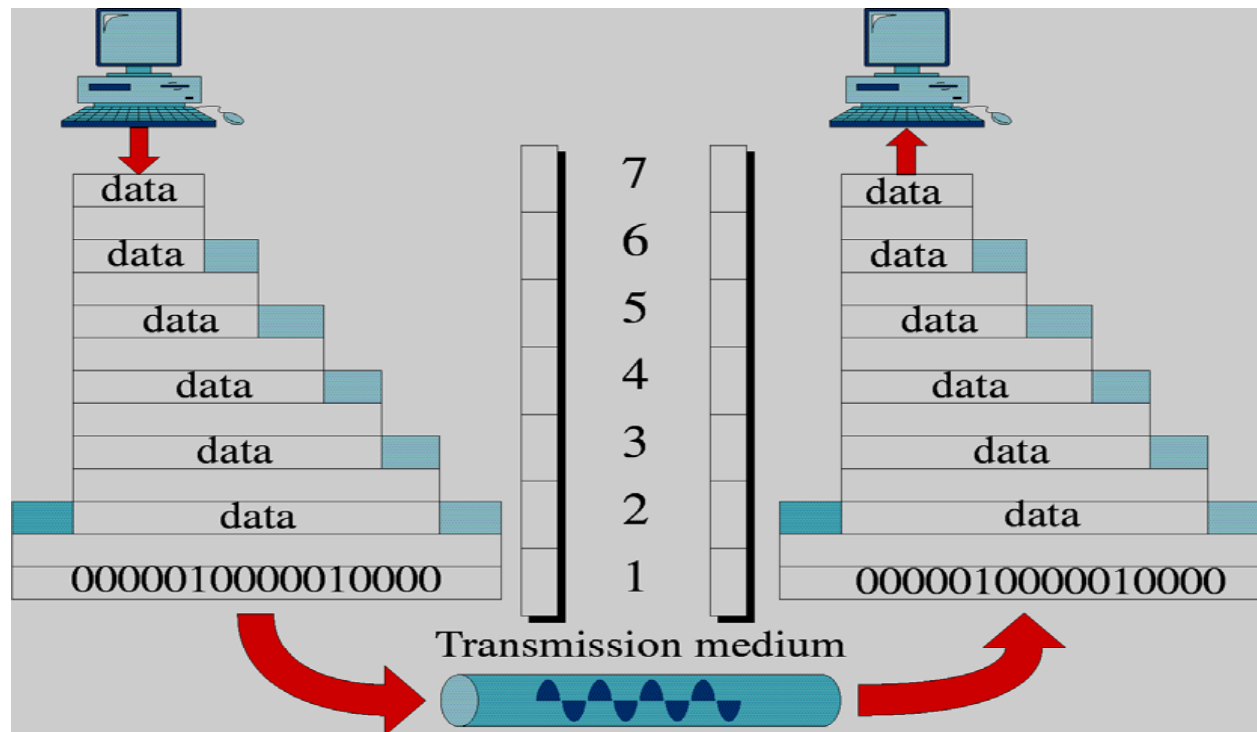 data
data
data
data
data
data
00000100000010000
7
6
5
4
3
2
1
data
data
data
data
data
data
00000100000010000
Transmission medium